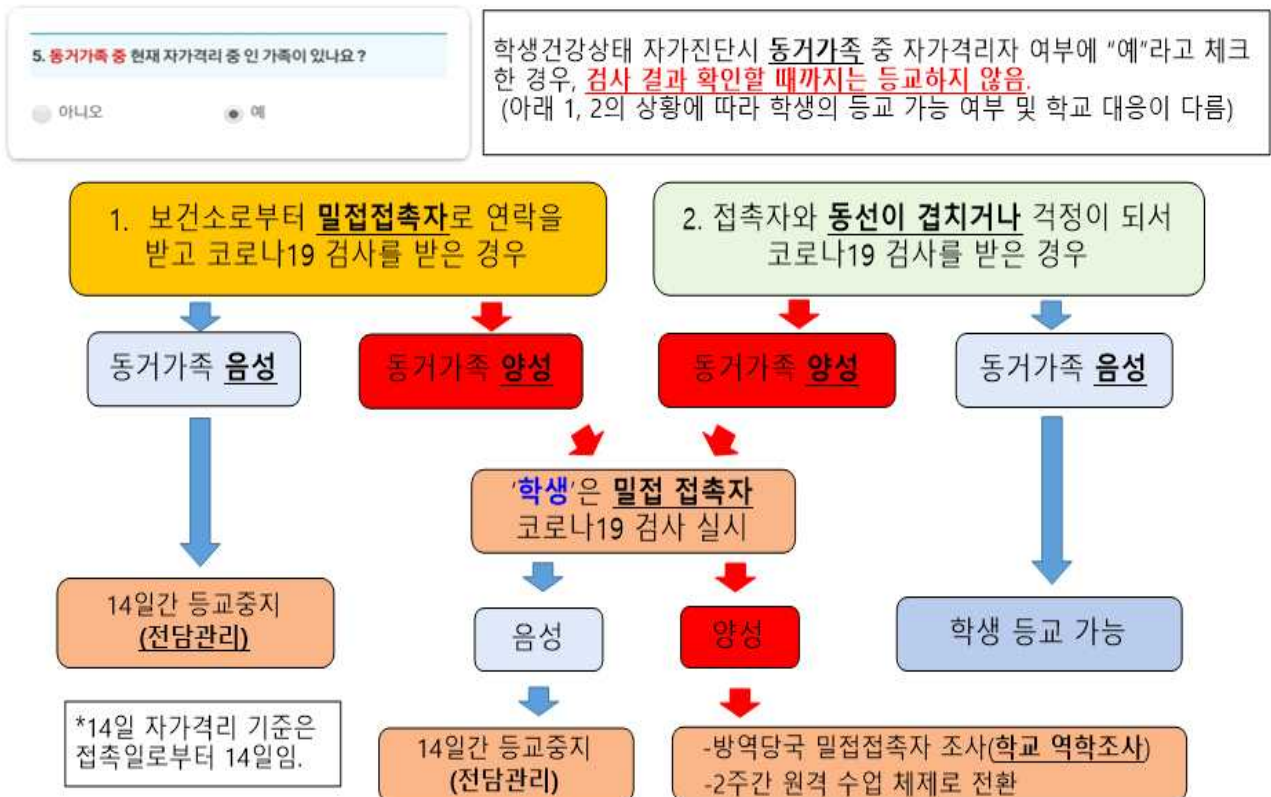 5. 동거가족 중 현재 자가격리 중 인 가족이 있나요 ?
아니오
예
학생건강상태 자가진단시 동거가족 중 자가격리자 여부에 "예"라고 체크
한 경우, 검사 결과 확인할 때까지는 등교하지 않음.
(아래 1, 2의 상황에 따라 학생의 등교 가능 여부 및 학교 대응이 다름)
1. 보건소로부터 밀접접촉자로 연락을
받고 코로나19 검사를 받은 경우
2. 접촉자와 동선이 겹치거나 걱정이 되서
코로나19 검사를 받은 경우
동거가족 음성
동거가족 양성
동거가족 양성
동거가족 음성
'학생'은 밀접 접촉자
코로나19 검사 실시
14일간 등교중지
(전담관리)
음성
양성
학생 등교 가능
*14일 자가격리 기준은
접촉일로부터 14일임.
14일간 등교중지
(전담관리)
-방역당국 밀접접촉자 조사(학교 역학조사)
-2주간 원격 수업 체제로 전환